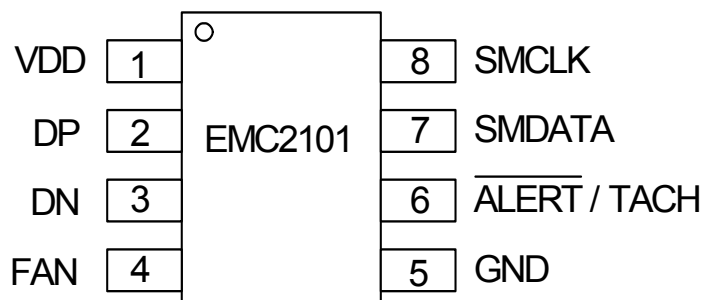 VDD 1 8 SMCLK
DP 2 EMC2101 7 SMDATA
DN 3 6 ALERT / TACH
FAN 4 5 GND